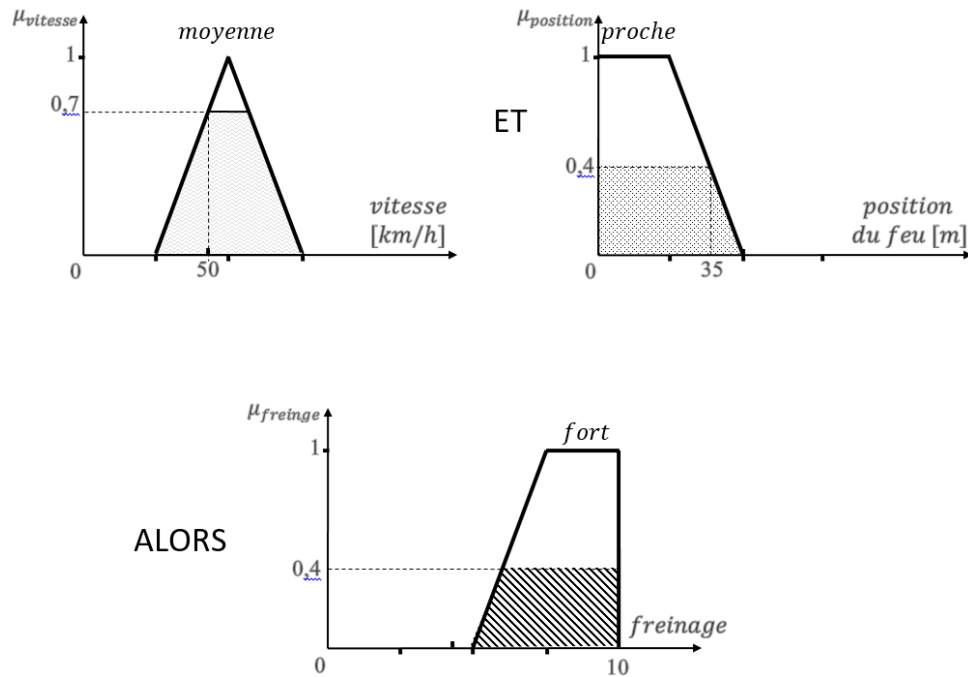 μvitesse
moyenne
1
0,7
vitesse
[km/h]
0
50
ET
μposition
proche
1
0,4
position
du feu [m]
0
35
ALORS
μfreinge
fort
1
0,4
freinage
0
10